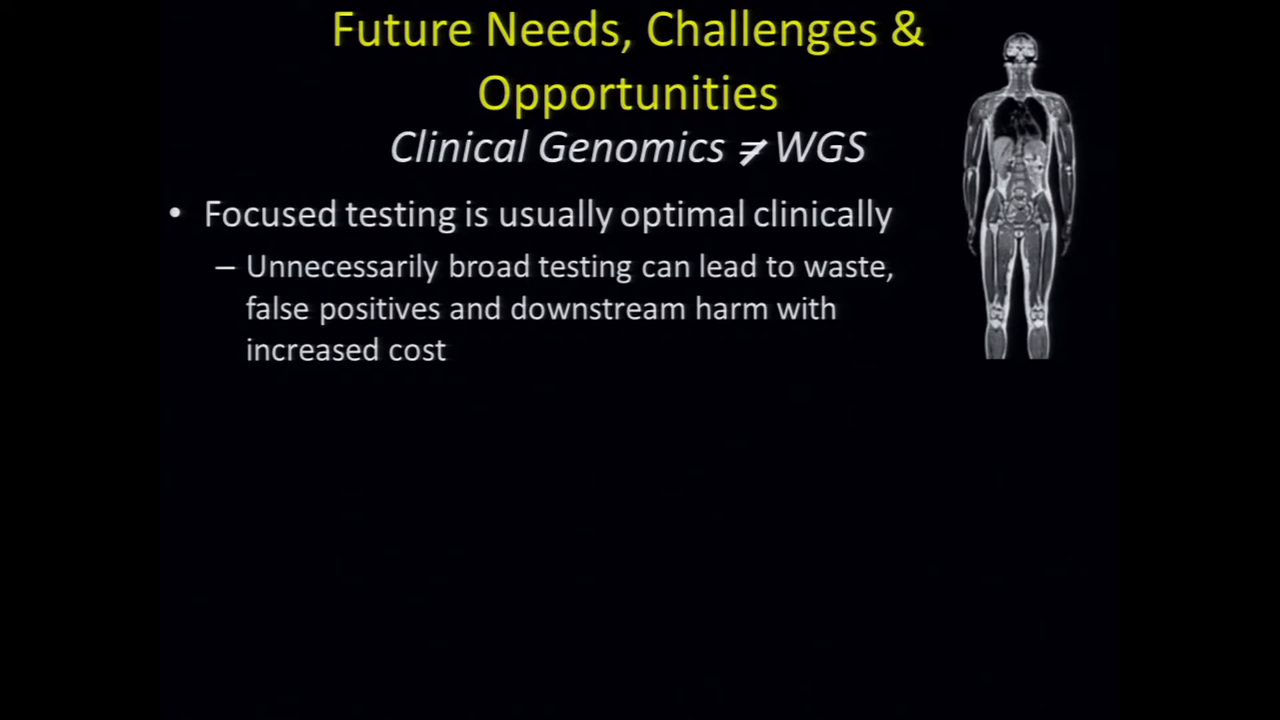 Future Needs, Challenges &
Opportunities
Clinical Genomics ≠ WGS
• Focused testing is usually optimal clinically
– Unnecessarily broad testing can lead to waste,
false positives and downstream harm with
increased cost